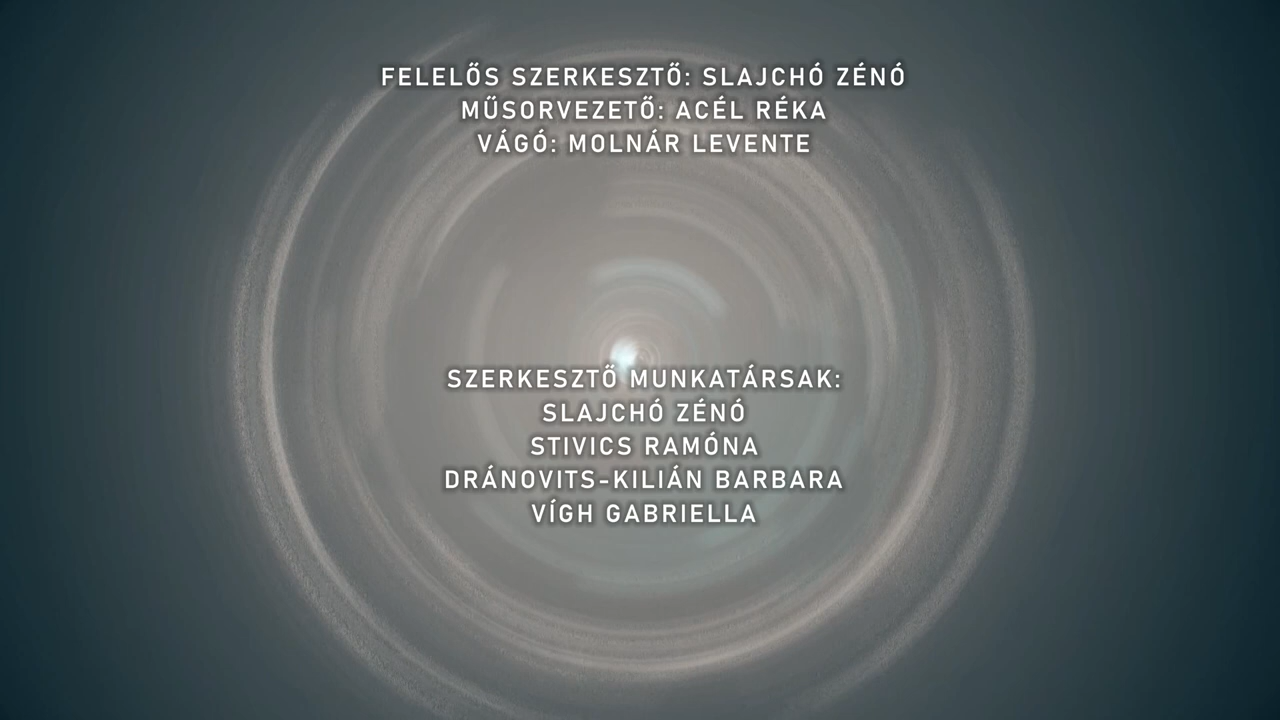 FELELŐS SZERKESZTŐ: SLAJCHÓ ZÉNÓ
MŰSORVEZETŐ: ACÉL RÉKA
VÁGÓ: MOLNÁR LEVENTE
SZERKESZTŐ MUNKATÁRSAK:
SLAJCHÓ ZÉNÓ
STIVICS RAMÓNA
DRÁNOVITS-KILIÁN BARBARA
VÍGH GABRIELLA